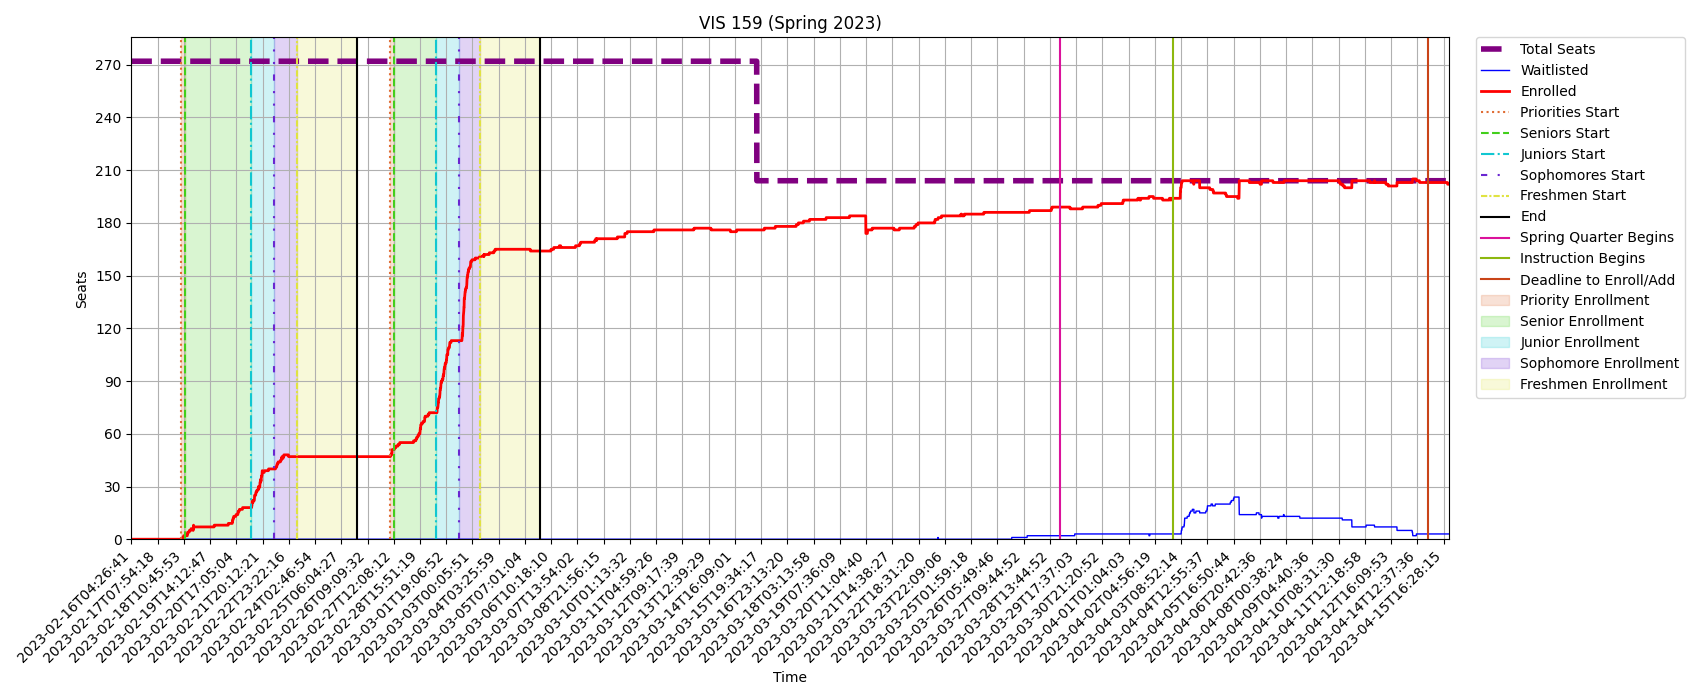 VIS 159 (Spring 2023)
Seats
270
240
210
180
150
120
90
60
30
0
2023-02-16T04:26:41
2023-02-17T07:54:18
2023-02-18T10:45:53
2023-02-19T14:12:47
2023-02-20T17:05:04
2023-02-21T20:12:21
2023-02-22T23:22:16
2023-02-24T02:46:54
2023-02-25T06:04:27
2023-02-26T09:09:32
2023-02-27T12:08:12
2023-02-28T15:51:19
2023-03-01T19:06:52
2023-03-03T00:05:51
2023-03-04T03:25:59
2023-03-05T07:01:04
2023-03-06T10:18:10
2023-03-07T13:54:02
2023-03-08T21:56:15
2023-03-10T01:13:32
2023-03-11T04:59:26
2023-03-12T09:17:39
2023-03-13T12:39:29
2023-03-14T16:09:01
2023-03-15T19:34:17
2023-03-16T23:13:20
2023-03-18T03:13:58
2023-03-19T07:36:09
2023-03-20T11:04:40
2023-03-21T14:38:27
2023-03-22T18:31:20
2023-03-23T22:09:06
2023-03-25T01:59:18
2023-03-26T05:49:46
2023-03-27T09:44:52
2023-03-28T13:44:52
2023-03-29T17:37:03
2023-03-30T21:20:52
2023-04-01T01:04:03
2023-04-02T04:56:19
2023-04-03T08:52:14
2023-04-04T12:55:37
2023-04-05T16:50:44
2023-04-06T20:42:36
2023-04-08T00:38:24
2023-04-09T04:40:36
2023-04-10T08:31:30
2023-04-11T12:18:58
2023-04-12T16:09:53
2023-04-14T12:37:36
2023-04-15T16:28:15
Time
Total Seats
Waitlisted
Enrolled
Priorities Start
Seniors Start
Juniors Start
Sophomores Start
Freshmen Start
End
Spring Quarter Begins
Instruction Begins
Deadline to Enroll/Add
Priority Enrollment
Senior Enrollment
Junior Enrollment
Sophomore Enrollment
Freshmen Enrollment